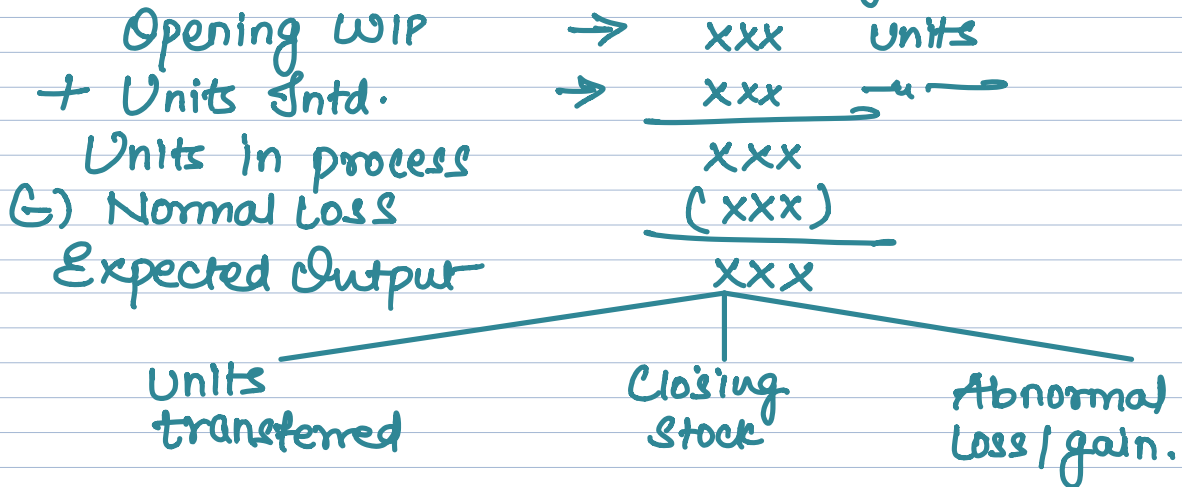 Opening WIP → xxx units
+ Units Intd. → xxx —"—
Units in process xxx
(-) Normal Loss (xxx)
Expected Output xxx
Units transferred Closing Stock Abnormal Loss/gain.